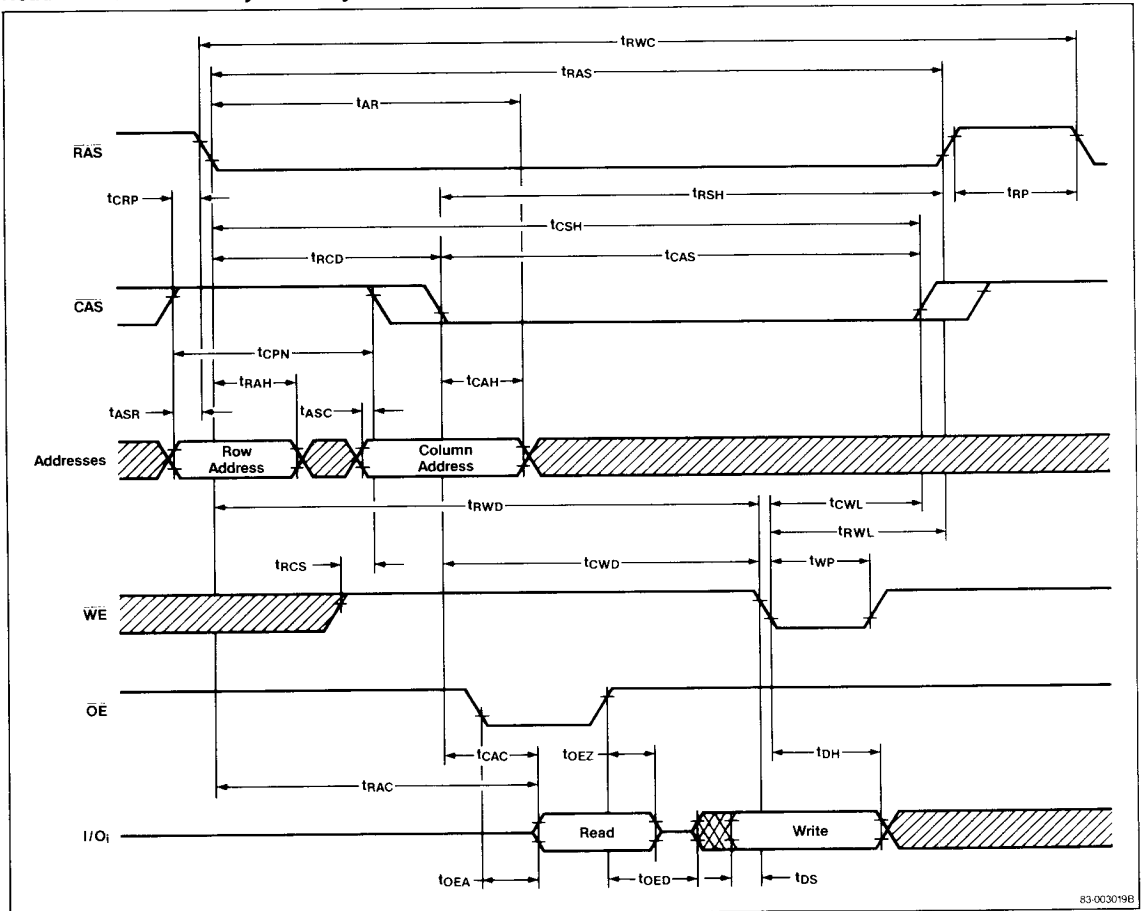 tRWC
tRAS
tAR
RAS
tCRP
tRSH
tRP
tCSH
tRCD
tCAS
CAS
tCPN
tRAH
tCAH
tASR
tASC
Addresses
Row
Address
Column
Address
tRWD
tCWL
tRWL
tRCS
tCWD
tWP
WE
OE
tCAC
tOEZ
tDH
tRAC
I/Oi
Read
Write
tOEA
tOED
tDS
83-003019B